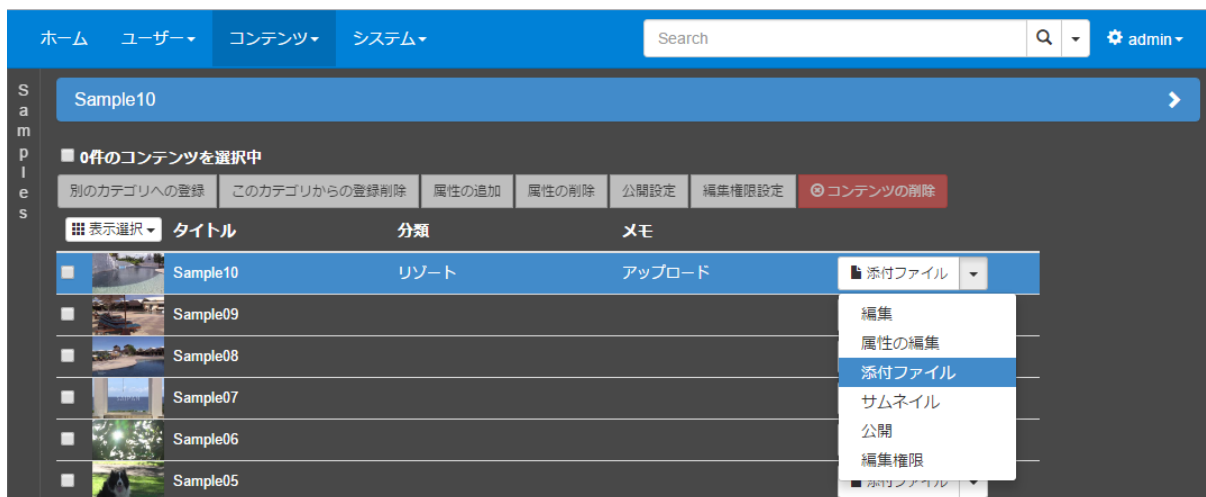 ホーム ユーザー コンテンツ システム Search admin
Samples
Sample10
0件のコンテンツを選択中
別のカテゴリへの登録 このカテゴリからの登録削除 属性の追加 属性の削除 公開設定 編集権限設定 コンテンツの削除
表示選択 タイトル 分類 メモ
Sample10 リゾート アップロード 添付ファイル
Sample09
Sample08
Sample07
Sample06
Sample05 添付ファイル
編集
属性の編集
添付ファイル
サムネイル
公開
編集権限